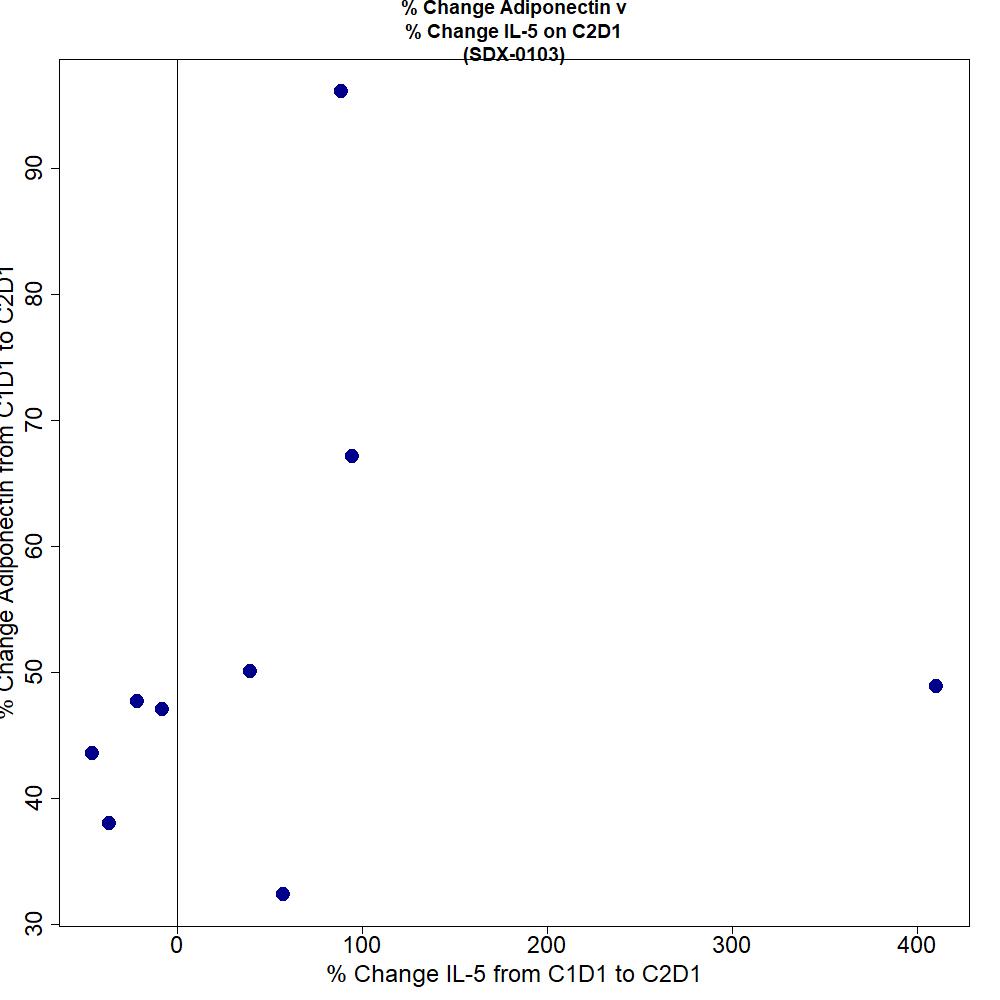 % Change Adiponectin v
% Change IL-5 on C2D1
(SDX-0103)
% Change Adiponectin from C1D1 to C2D1
90
80
70
60
50
40
30
0 100 200 300 400
% Change IL-5 from C1D1 to C2D1